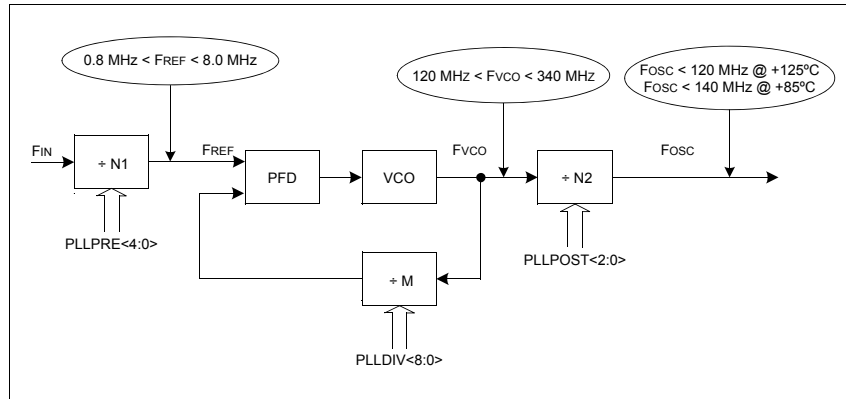 0.8 MHz < FREF < 8.0 MHz
120 MHz < FVCO < 340 MHz
FOSC < 120 MHz @ +125ºC
FOSC < 140 MHz @ +85ºC
FIN
÷ N1
FREF
PFD
VCO
FVCO
÷ N2
FOSC
PLLPRE<4:0>
÷ M
PLLPOST<2:0>
PLLDIV<8:0>